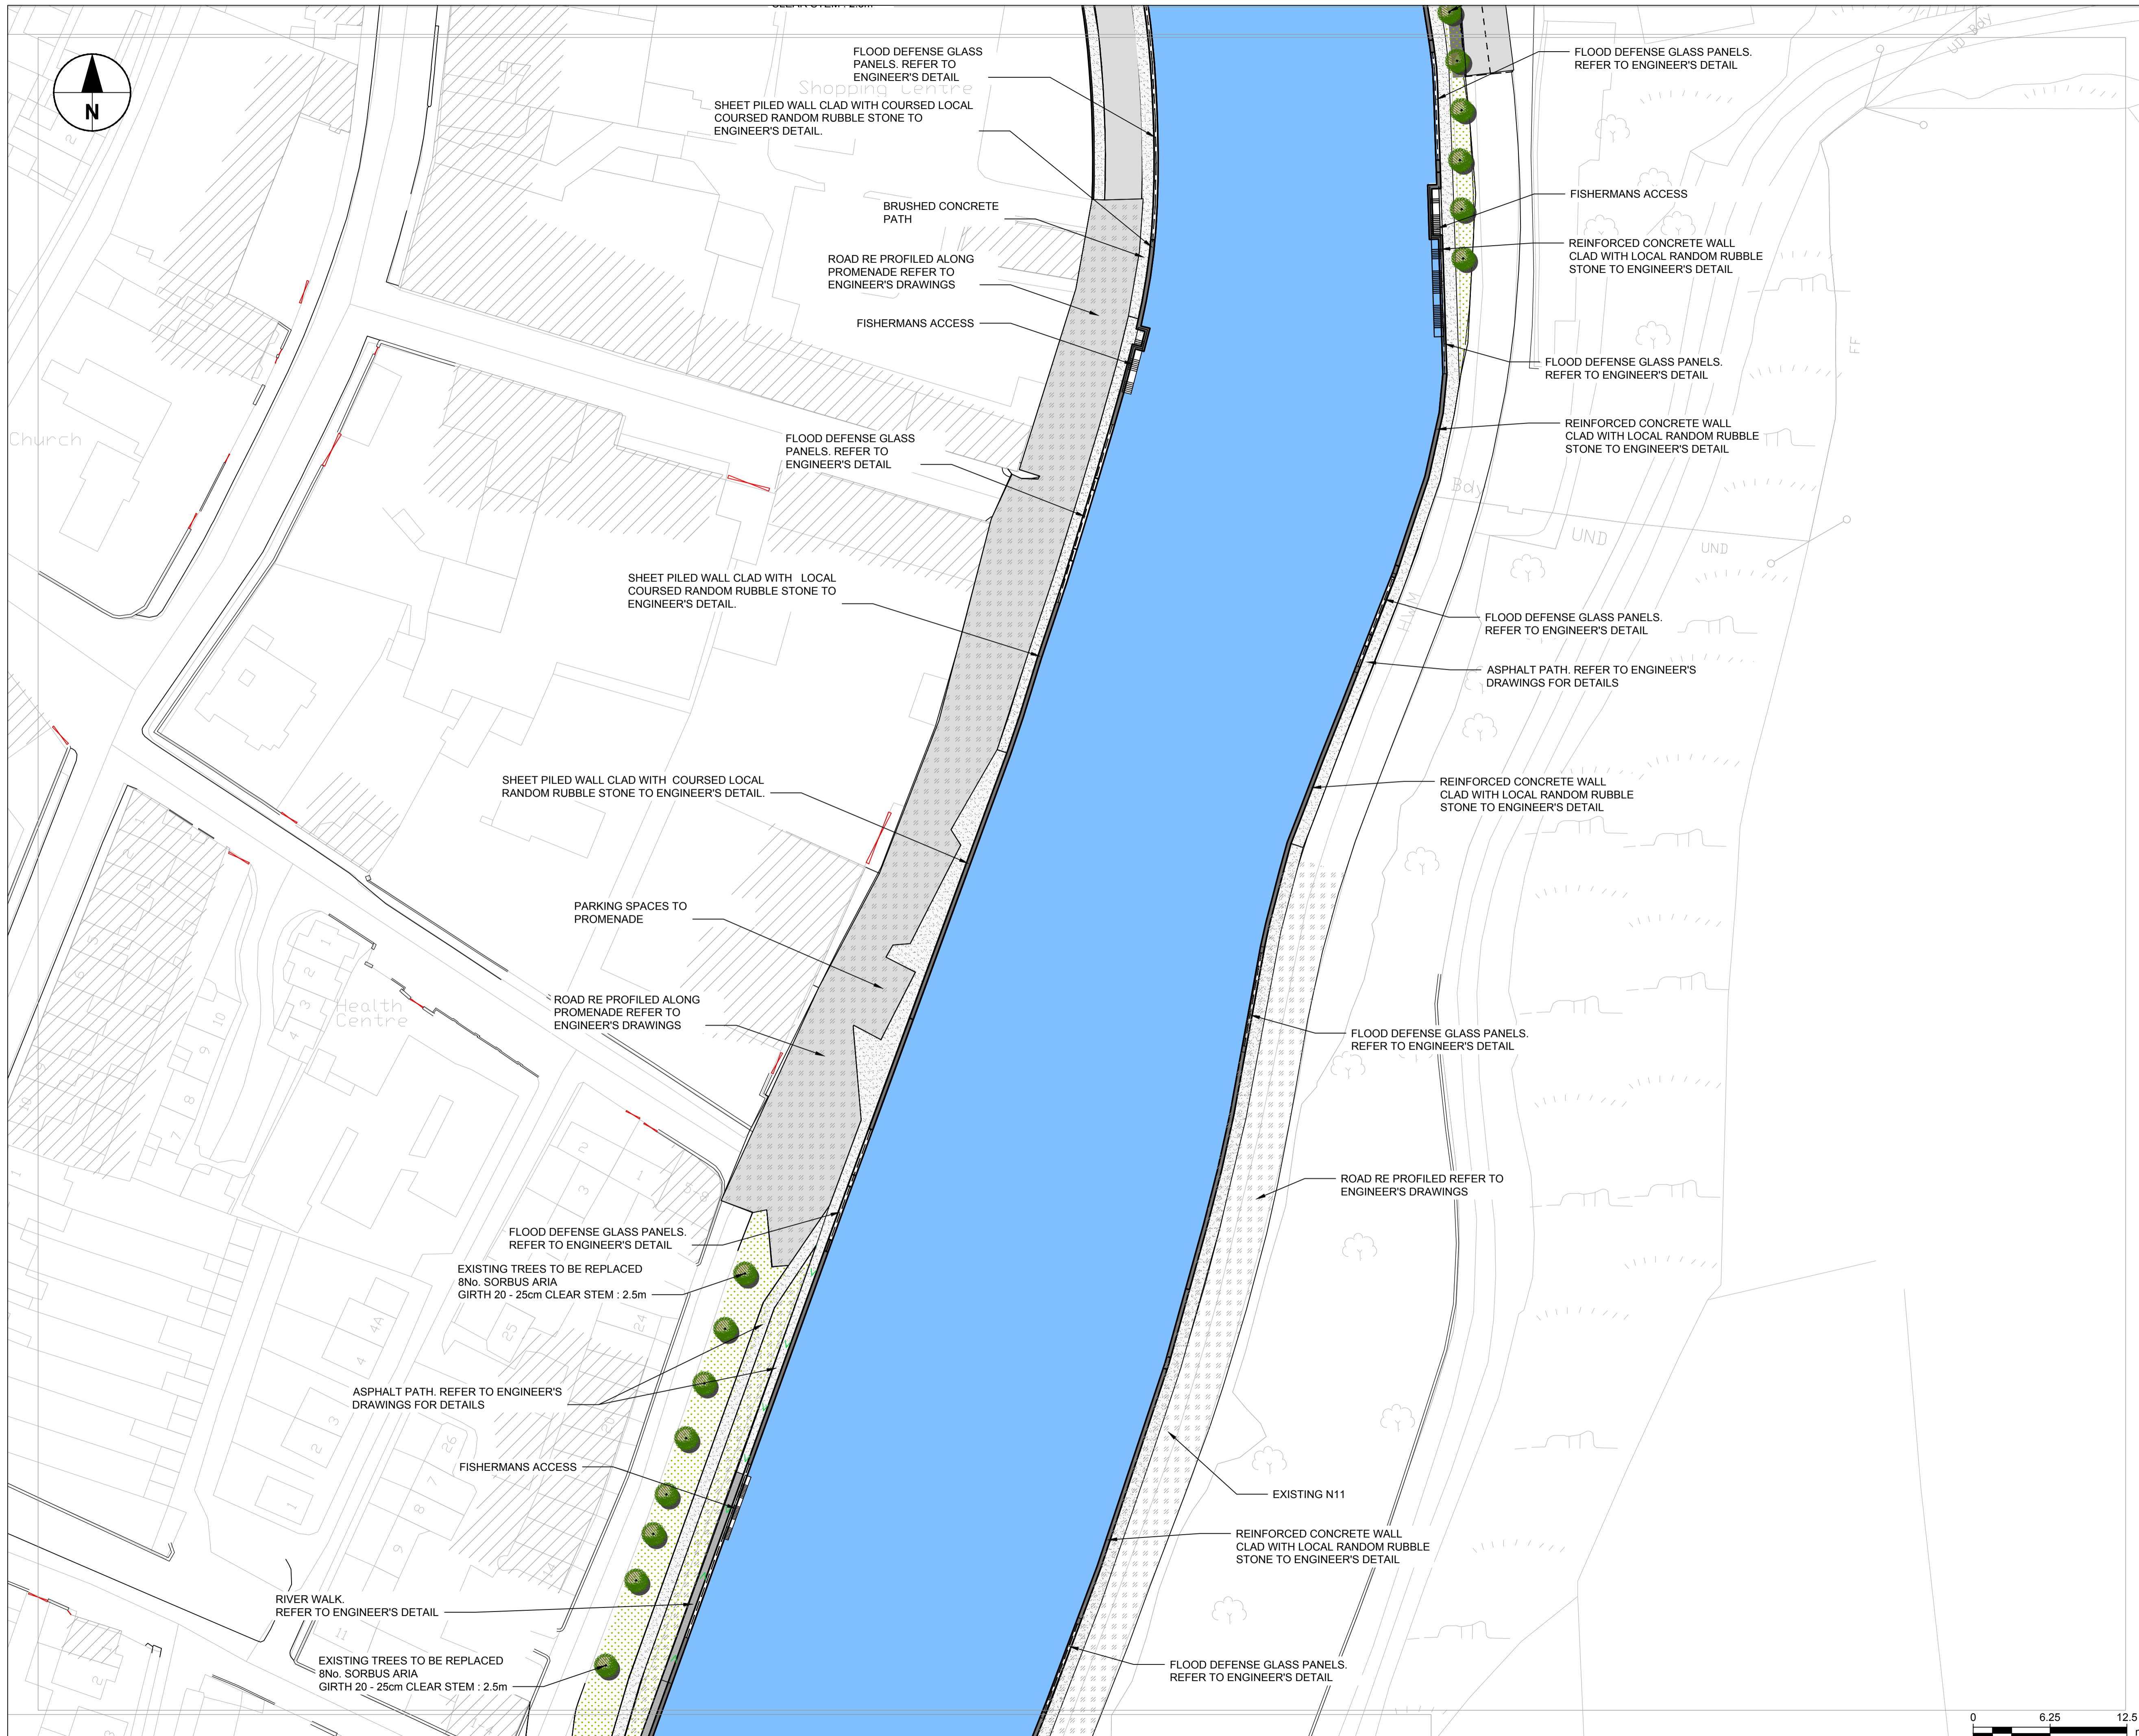 N
FLOOD DEFENSE GLASS
PANELS. REFER TO
ENGINEER'S DETAIL
Shopping Centre
SHEET PILED WALL CLAD WITH COURSED LOCAL
COURSED RANDOM RUBBLE STONE TO
ENGINEER'S DETAIL.
BRUSHED CONCRETE
PATH
ROAD RE PROFILED ALONG
PROMENADE REFER TO
ENGINEER'S DRAWINGS
FISHERMANS ACCESS
Church
FLOOD DEFENSE GLASS
PANELS. REFER TO
ENGINEER'S DETAIL
SHEET PILED WALL CLAD WITH LOCAL
COURSED RANDOM RUBBLE STONE TO
ENGINEER'S DETAIL.
SHEET PILED WALL CLAD WITH COURSED LOCAL
RANDOM RUBBLE STONE TO ENGINEER'S DETAIL.
PARKING SPACES TO
PROMENADE
ROAD RE PROFILED ALONG
PROMENADE REFER TO
ENGINEER'S DRAWINGS
Health
Centre
FLOOD DEFENSE GLASS PANELS.
REFER TO ENGINEER'S DETAIL
EXISTING TREES TO BE REPLACED
8No. SORBUS ARIA
GIRTH 20 - 25cm CLEAR STEM : 2.5m
ASPHALT PATH. REFER TO ENGINEER'S
DRAWINGS FOR DETAILS
FISHERMANS ACCESS
RIVER WALK.
REFER TO ENGINEER'S DETAIL
EXISTING TREES TO BE REPLACED
8No. SORBUS ARIA
GIRTH 20 - 25cm CLEAR STEM : 2.5m
FLOOD DEFENSE GLASS PANELS.
REFER TO ENGINEER'S DETAIL
UD Bdy
FISHERMANS ACCESS
REINFORCED CONCRETE WALL
CLAD WITH LOCAL RANDOM RUBBLE
STONE TO ENGINEER'S DETAIL
FF
FLOOD DEFENSE GLASS PANELS.
REFER TO ENGINEER'S DETAIL
REINFORCED CONCRETE WALL
CLAD WITH LOCAL RANDOM RUBBLE
STONE TO ENGINEER'S DETAIL
Bdy
UND
UND
HWM
FLOOD DEFENSE GLASS PANELS.
REFER TO ENGINEER'S DETAIL
ASPHALT PATH. REFER TO ENGINEER'S
DRAWINGS FOR DETAILS
REINFORCED CONCRETE WALL
CLAD WITH LOCAL RANDOM RUBBLE
STONE TO ENGINEER'S DETAIL
FLOOD DEFENSE GLASS PANELS.
REFER TO ENGINEER'S DETAIL
ROAD RE PROFILED REFER TO
ENGINEER'S DRAWINGS
EXISTING N11
REINFORCED CONCRETE WALL
CLAD WITH LOCAL RANDOM RUBBLE
STONE TO ENGINEER'S DETAIL
FLOOD DEFENSE GLASS PANELS.
REFER TO ENGINEER'S DETAIL
0 6.25 12.5